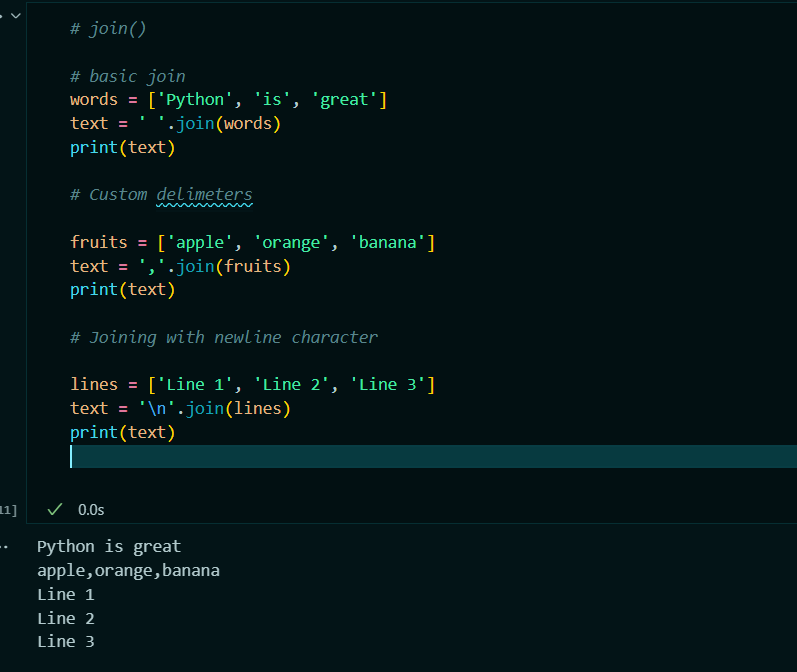 # join()
# basic join
words = ['Python', 'is', 'great']
text = ' '.join(words)
print(text)
# Custom delimeters
fruits = ['apple', 'orange', 'banana']
text = ','.join(fruits)
print(text)
# Joining with newline character
lines = ['Line 1', 'Line 2', 'Line 3']
text = '\n'.join(lines)
print(text)
11] 0.0s
Python is great
apple,orange,banana
Line 1
Line 2
Line 3